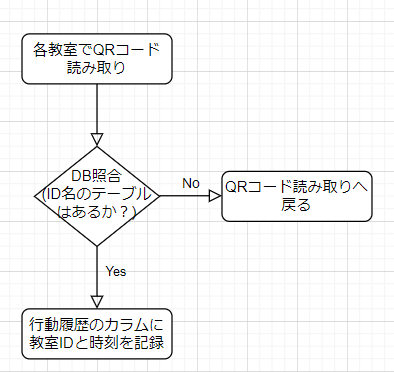 各教室でQRコード
読み取り
DB照合
(ID名のテーブル
はあるか？)
No
QRコード読み取りへ
戻る
Yes
行動履歴のカラムに
教室IDと時刻を記録